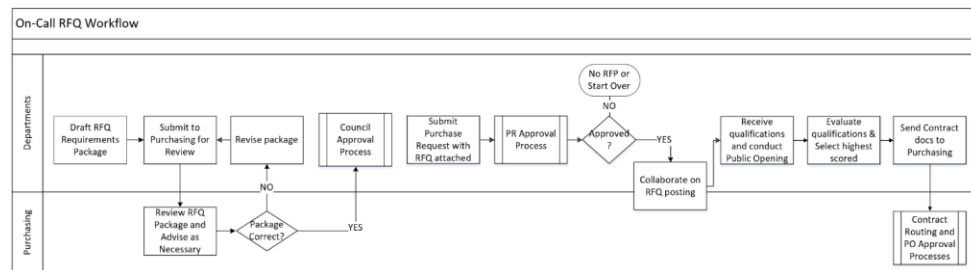 On-Call RFQ Workflow
Departments
Draft RFQ
Requirements
Package
Submit to
Purchasing for
Review
Revise package
Council
Approval
Process
Submit
Purchase
Request with
RFQ attached
PR Approval
Process
No RFP or
Start Over
NO
Approved
?
YES
Collaborate on
RFQ posting
Receive
qualifications
and conduct
Public Opening
Evaluate
qualifications &
Select highest
scored
Send Contract
docs to
Purchasing
Purchasing
Review RFQ
Package and
Advise as
Necessary
Package
Correct?
NO
YES
Contract
Routing and
PO Approval
Processes